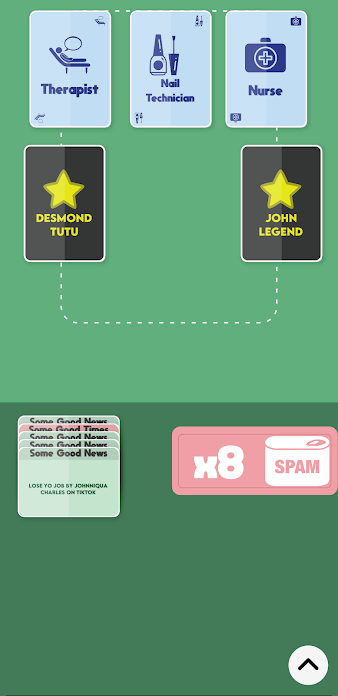 Therapist
Nail
Technician
Nurse
DESMOND
TUTU
JOHN
LEGEND
Some Good News
Some Good Times
Some Good News
Some Good News
Some Good News
LOSE YO JOB BY JOHNNIQUA
CHARLES ON TIKTOK
x8
SPAM